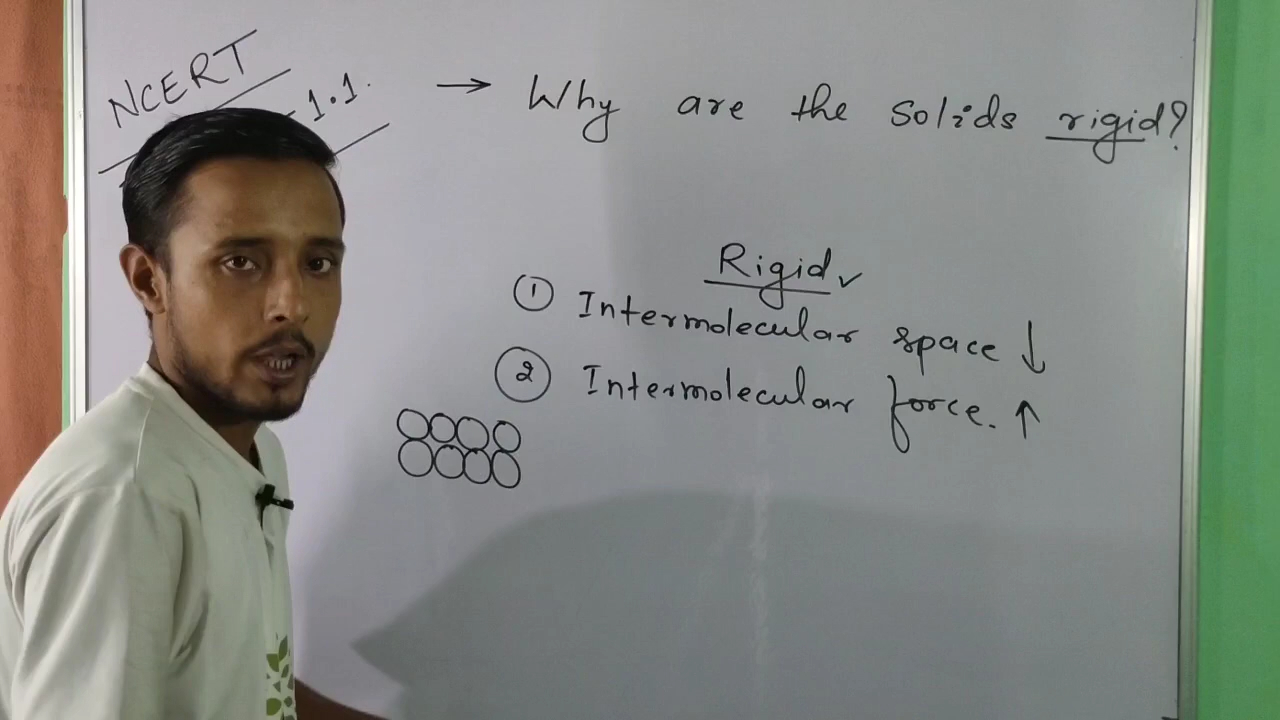 NCERT
1.1.
→ Why are the solids rigid?
Rigid ✓
① Intermolecular space ↓
② Intermolecular force. ↑